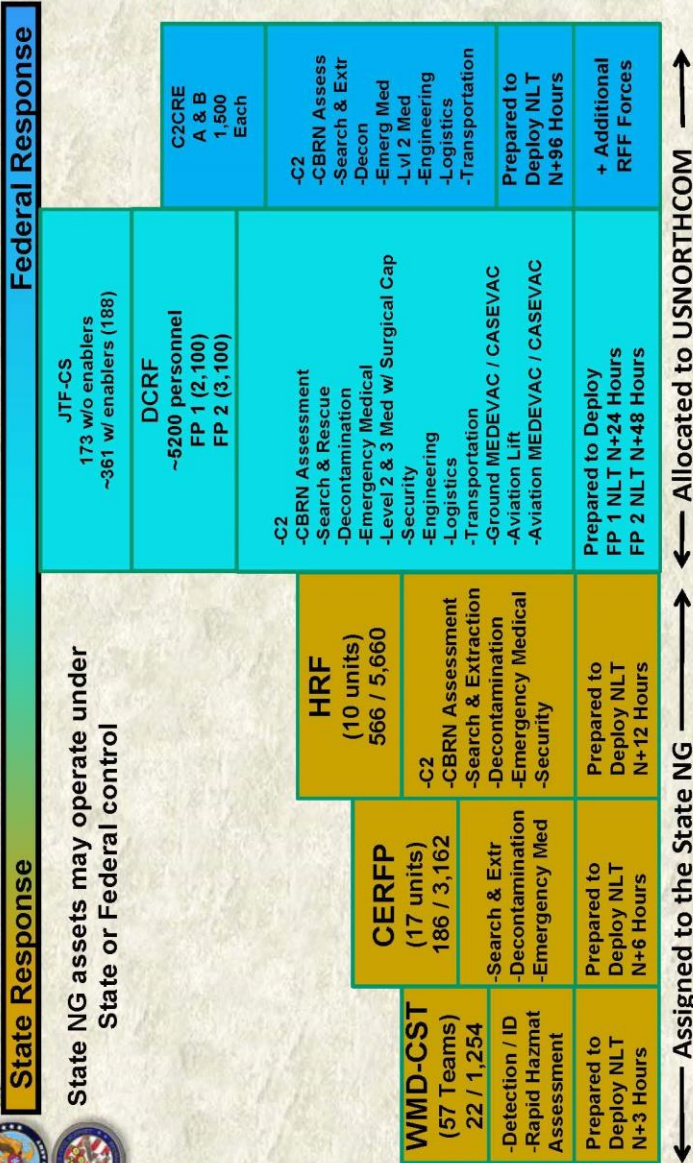 State Response
Federal Response
State NG assets may operate under
State or Federal control
WMD-CST
(57 Teams)
22 / 1,254
-Detection / ID
-Rapid Hazmat
Assessment
Prepared to
Deploy NLT
N+3 Hours
CERFP
(17 units)
186 / 3,162
-Search & Extr
-Decontamination
-Emergency Med
Prepared to
Deploy NLT
N+6 Hours
HRF
(10 units)
566 / 5,660
-C2
-CBRN Assessment
-Search & Extraction
-Decontamination
-Emergency Medical
-Security
Prepared to
Deploy NLT
N+12 Hours
JTF-CS
173 w/o enablers
~361 w/ enablers (188)
DCRF
~5200 personnel
FP 1 (2,100)
FP 2 (3,100)
-C2
-CBRN Assessment
-Search & Rescue
-Decontamination
-Emergency Medical
-Level 2 & 3 Med w/ Surgical Cap
-Security
-Engineering
-Logistics
-Transportation
-Ground MEDEVAC / CASEVAC
-Aviation Lift
-Aviation MEDEVAC / CASEVAC
Prepared to Deploy
FP 1 NLT N+24 Hours
FP 2 NLT N+48 Hours
C2CRE
A & B
1,500
Each
-C2
-CBRN Assess
-Search & Extr
-Decon
-Emerg Med
-Lvl 2 Med
-Engineering
-Logistics
-Transportation
Prepared to
Deploy NLT
N+96 Hours
+ Additional
RFF Forces
Assigned to the State NG
Allocated to USNORTHCOM